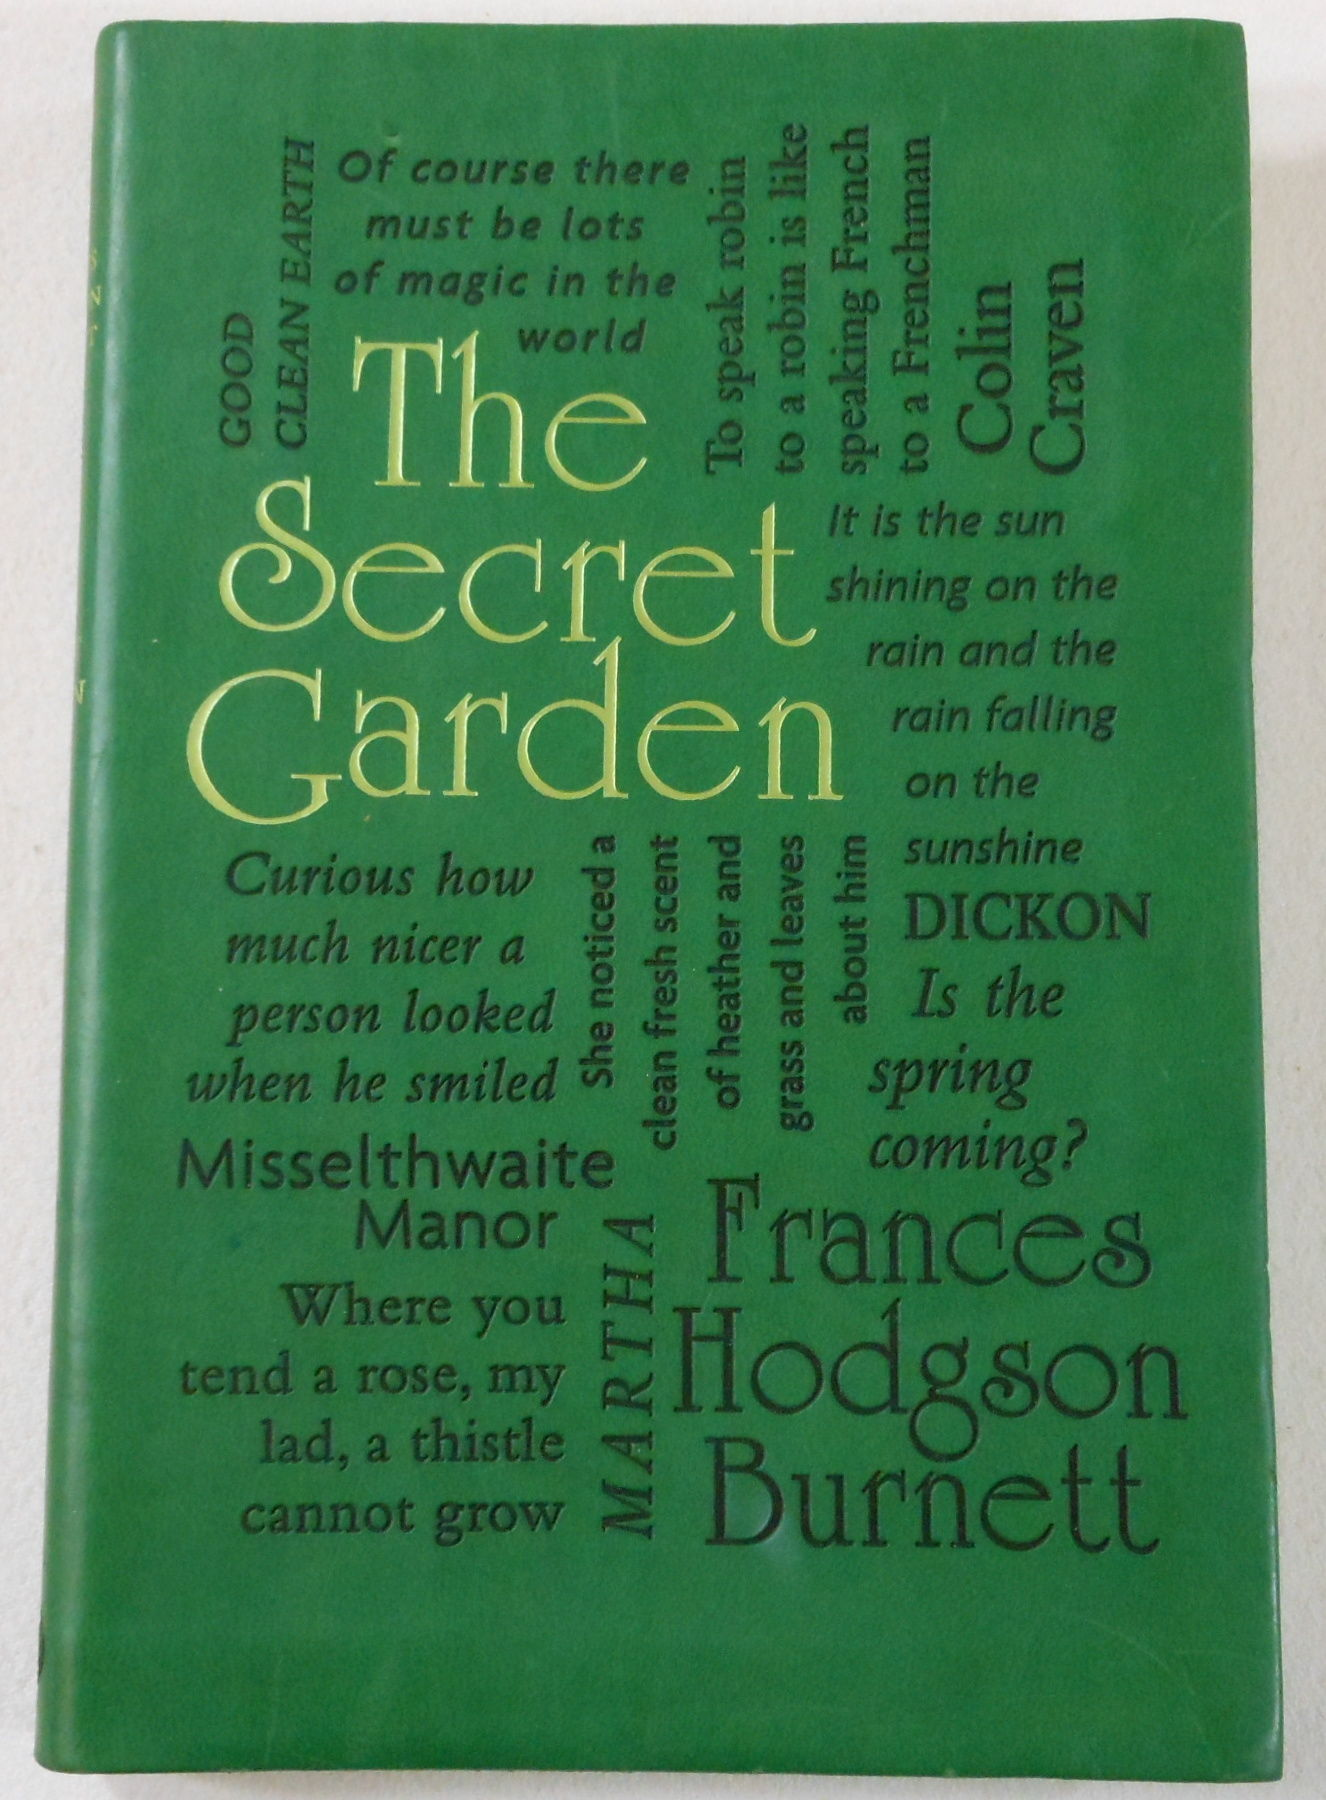 GOOD
CLEAN EARTH
Of course there
must be lots
of magic in the
world
To speak robin
to a robin is like
speaking French
to a Frenchman
Colin
Craven
The
Secret
Garden
It is the sun
shining on the
rain and the
rain falling
on the
sunshine
Curious how
much nicer a
person looked
when he smiled
She noticed a
clean fresh scent
of heather and
grass and leaves
about him
DICKON
Is the
spring
coming?
Misselthwaite
Manor
Where you
tend a rose, my
lad, a thistle
cannot grow
MARTHA
Frances
Hodgson
Burnett